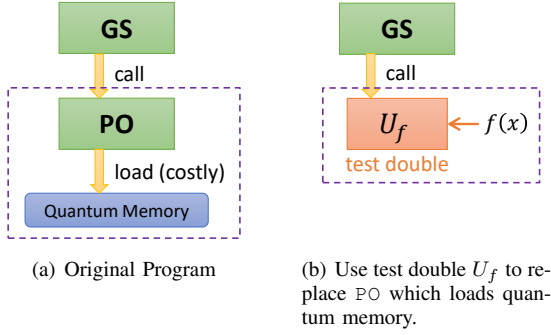 GS
call
PO
load (costly)
Quantum Memory
(a) Original Program
GS
call
U_f
f(x)
test double
(b) Use test double U_f to re-
place PO which loads quan-
tum memory.